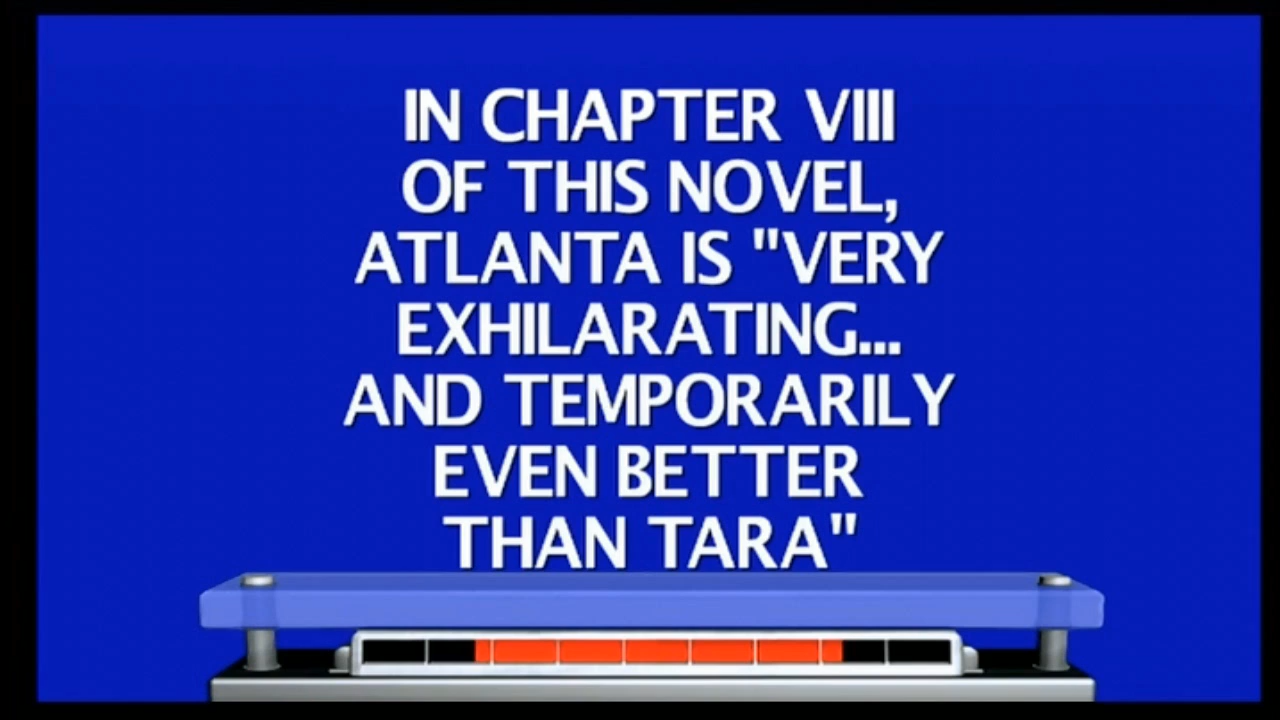 IN CHAPTER VIII
OF THIS NOVEL,
ATLANTA IS "VERY
EXHILARATING...
AND TEMPORARILY
EVEN BETTER
THAN TARA"